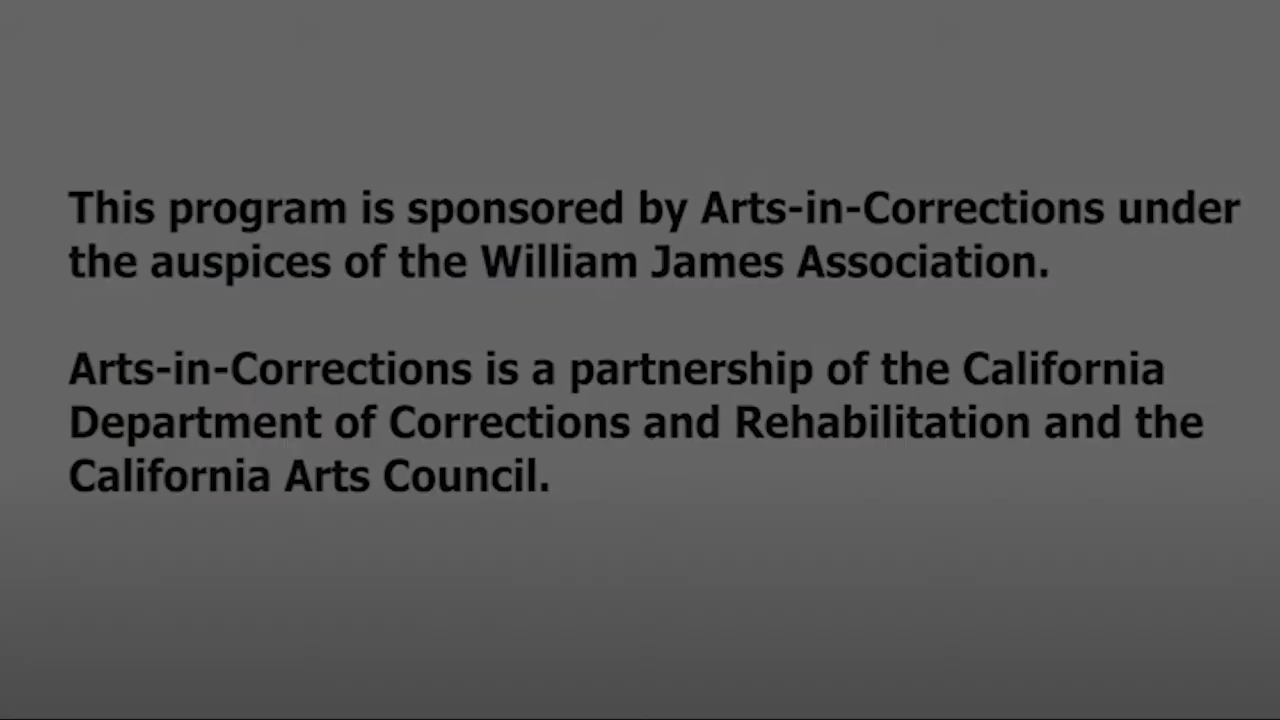 This program is sponsored by Arts-in-Corrections under
the auspices of the William James Association.
Arts-in-Corrections is a partnership of the California
Department of Corrections and Rehabilitation and the
California Arts Council.